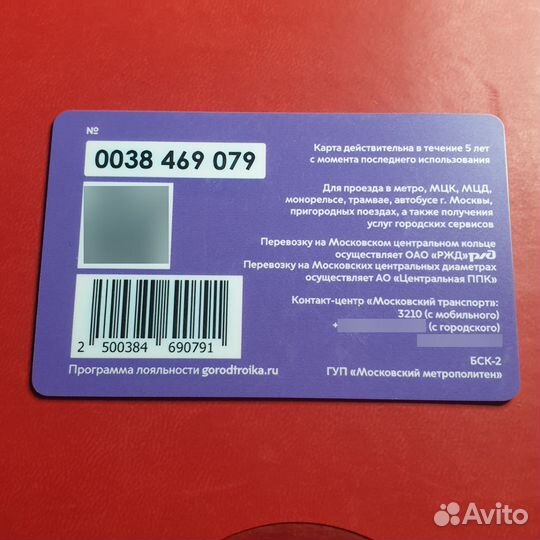 №
0038 469 079
Карта действительна в течение 5 лет
с момента последнего использования
Для проезда в метро, МЦК, МЦД,
монорельсе, трамвае, автобусе г. Москвы,
пригородных поездах, а также получения
услуг городских сервисов
Перевозку на Московском центральном кольце
осуществляет ОАО «РЖД» РЖД
Перевозку на Московских центральных диаметрах
осуществляет АО «Центральная ППК»
Контакт-центр «Московский транспорт»:
3210 (с мобильного)
+ (с городского)
2 500384 690791
БСК-2
Программа лояльности gorodtroika.ru
ГУП «Московский метрополитен»
Avito